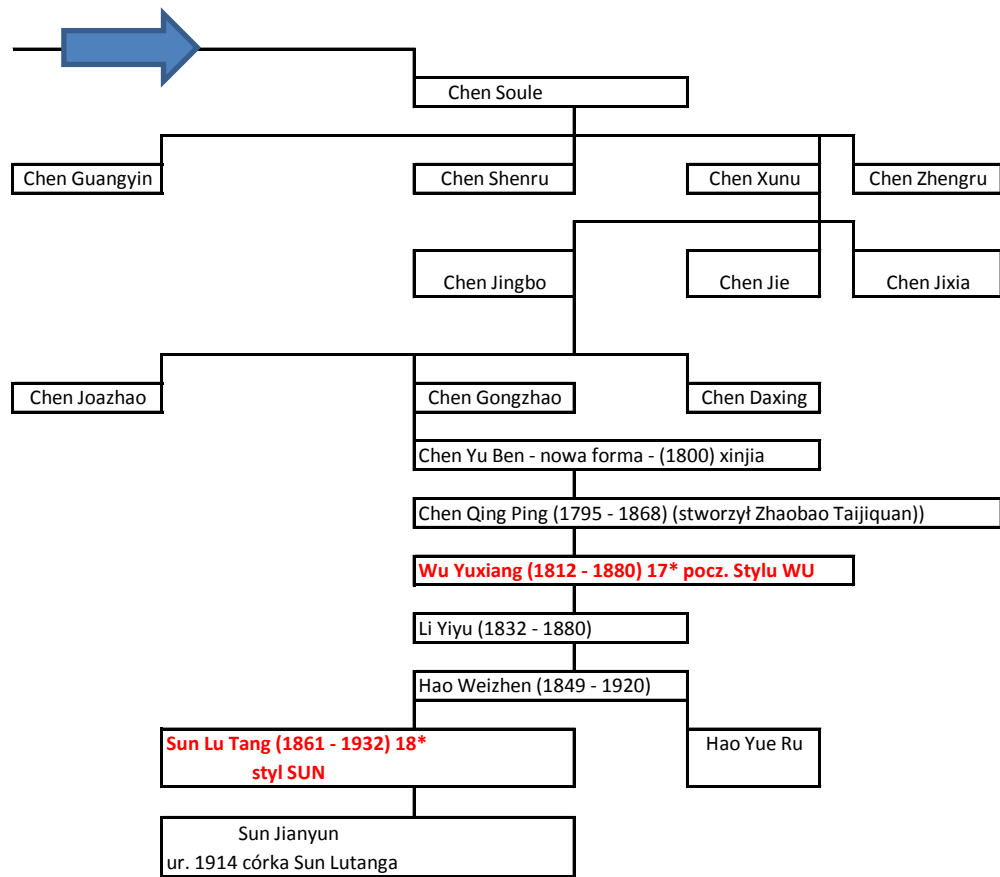 Chen Soule
Chen Guangyin
Chen Shenru
Chen Xunu
Chen Zhengru
Chen Jingbo
Chen Jie
Chen Jixia
Chen Joazhao
Chen Gongzhao
Chen Daxing
Chen Yu Ben - nowa forma - (1800) xinjia
Chen Qing Ping (1795 - 1868) (stworzył Zhaobao Taijiquan))
Wu Yuxiang (1812 - 1880) 17* pocz. Stylu WU
Li Yiyu (1832 - 1880)
Hao Weizhen (1849 - 1920)
Sun Lu Tang (1861 - 1932) 18*
styl SUN
Hao Yue Ru
Sun Jianyun
ur. 1914 córka Sun Lutanga